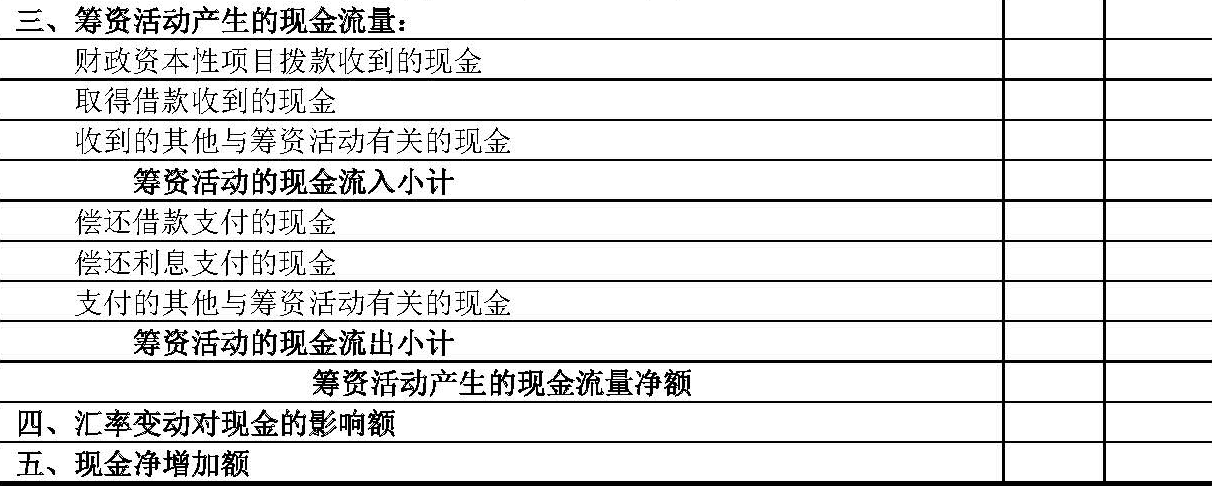 三、筹资活动产生的现金流量：
财政资本性项目拨款收到的现金
取得借款收到的现金
收到的其他与筹资活动有关的现金
筹资活动的现金流入小计
偿还借款支付的现金
偿还利息支付的现金
支付的其他与筹资活动有关的现金
筹资活动的现金流出小计
筹资活动产生的现金流量净额
四、汇率变动对现金的影响额
五、现金净增加额